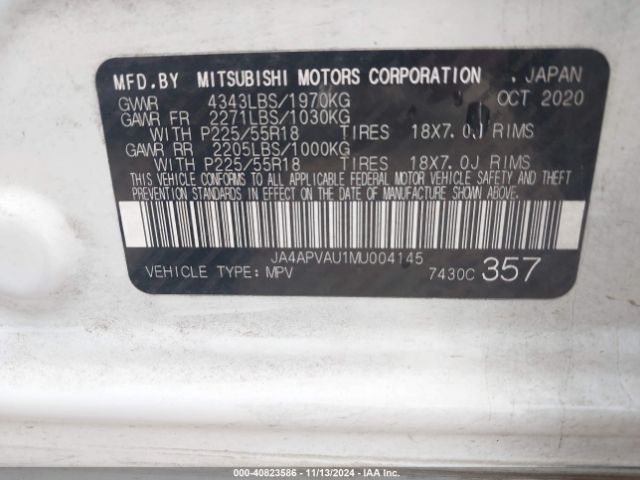 MFD.BY MITSUBISHI MOTORS CORPORATION , JAPAN
GVWR 4343LBS/1970KG OCT 2020
GAWR FR 2271LBS/1030KG
WITH P225/55R18 TIRES 18X7.0J RIMS
GAWR RR 2205LBS/1000KG
WITH P225/55R18 TIRES 18X7.0J RIMS
THIS VEHICLE CONFORMS TO ALL APPLICABLE FEDERAL MOTOR VEHICLE SAFETY AND THEFT
PREVENTION STANDARDS IN EFFECT ON THE DATE OF MANUFACTURE SHOWN ABOVE.
JA4APVAU1MU004145
VEHICLE TYPE: MPV 7430C 357
000-40823586 - 11/13/2024 - IAA Inc.